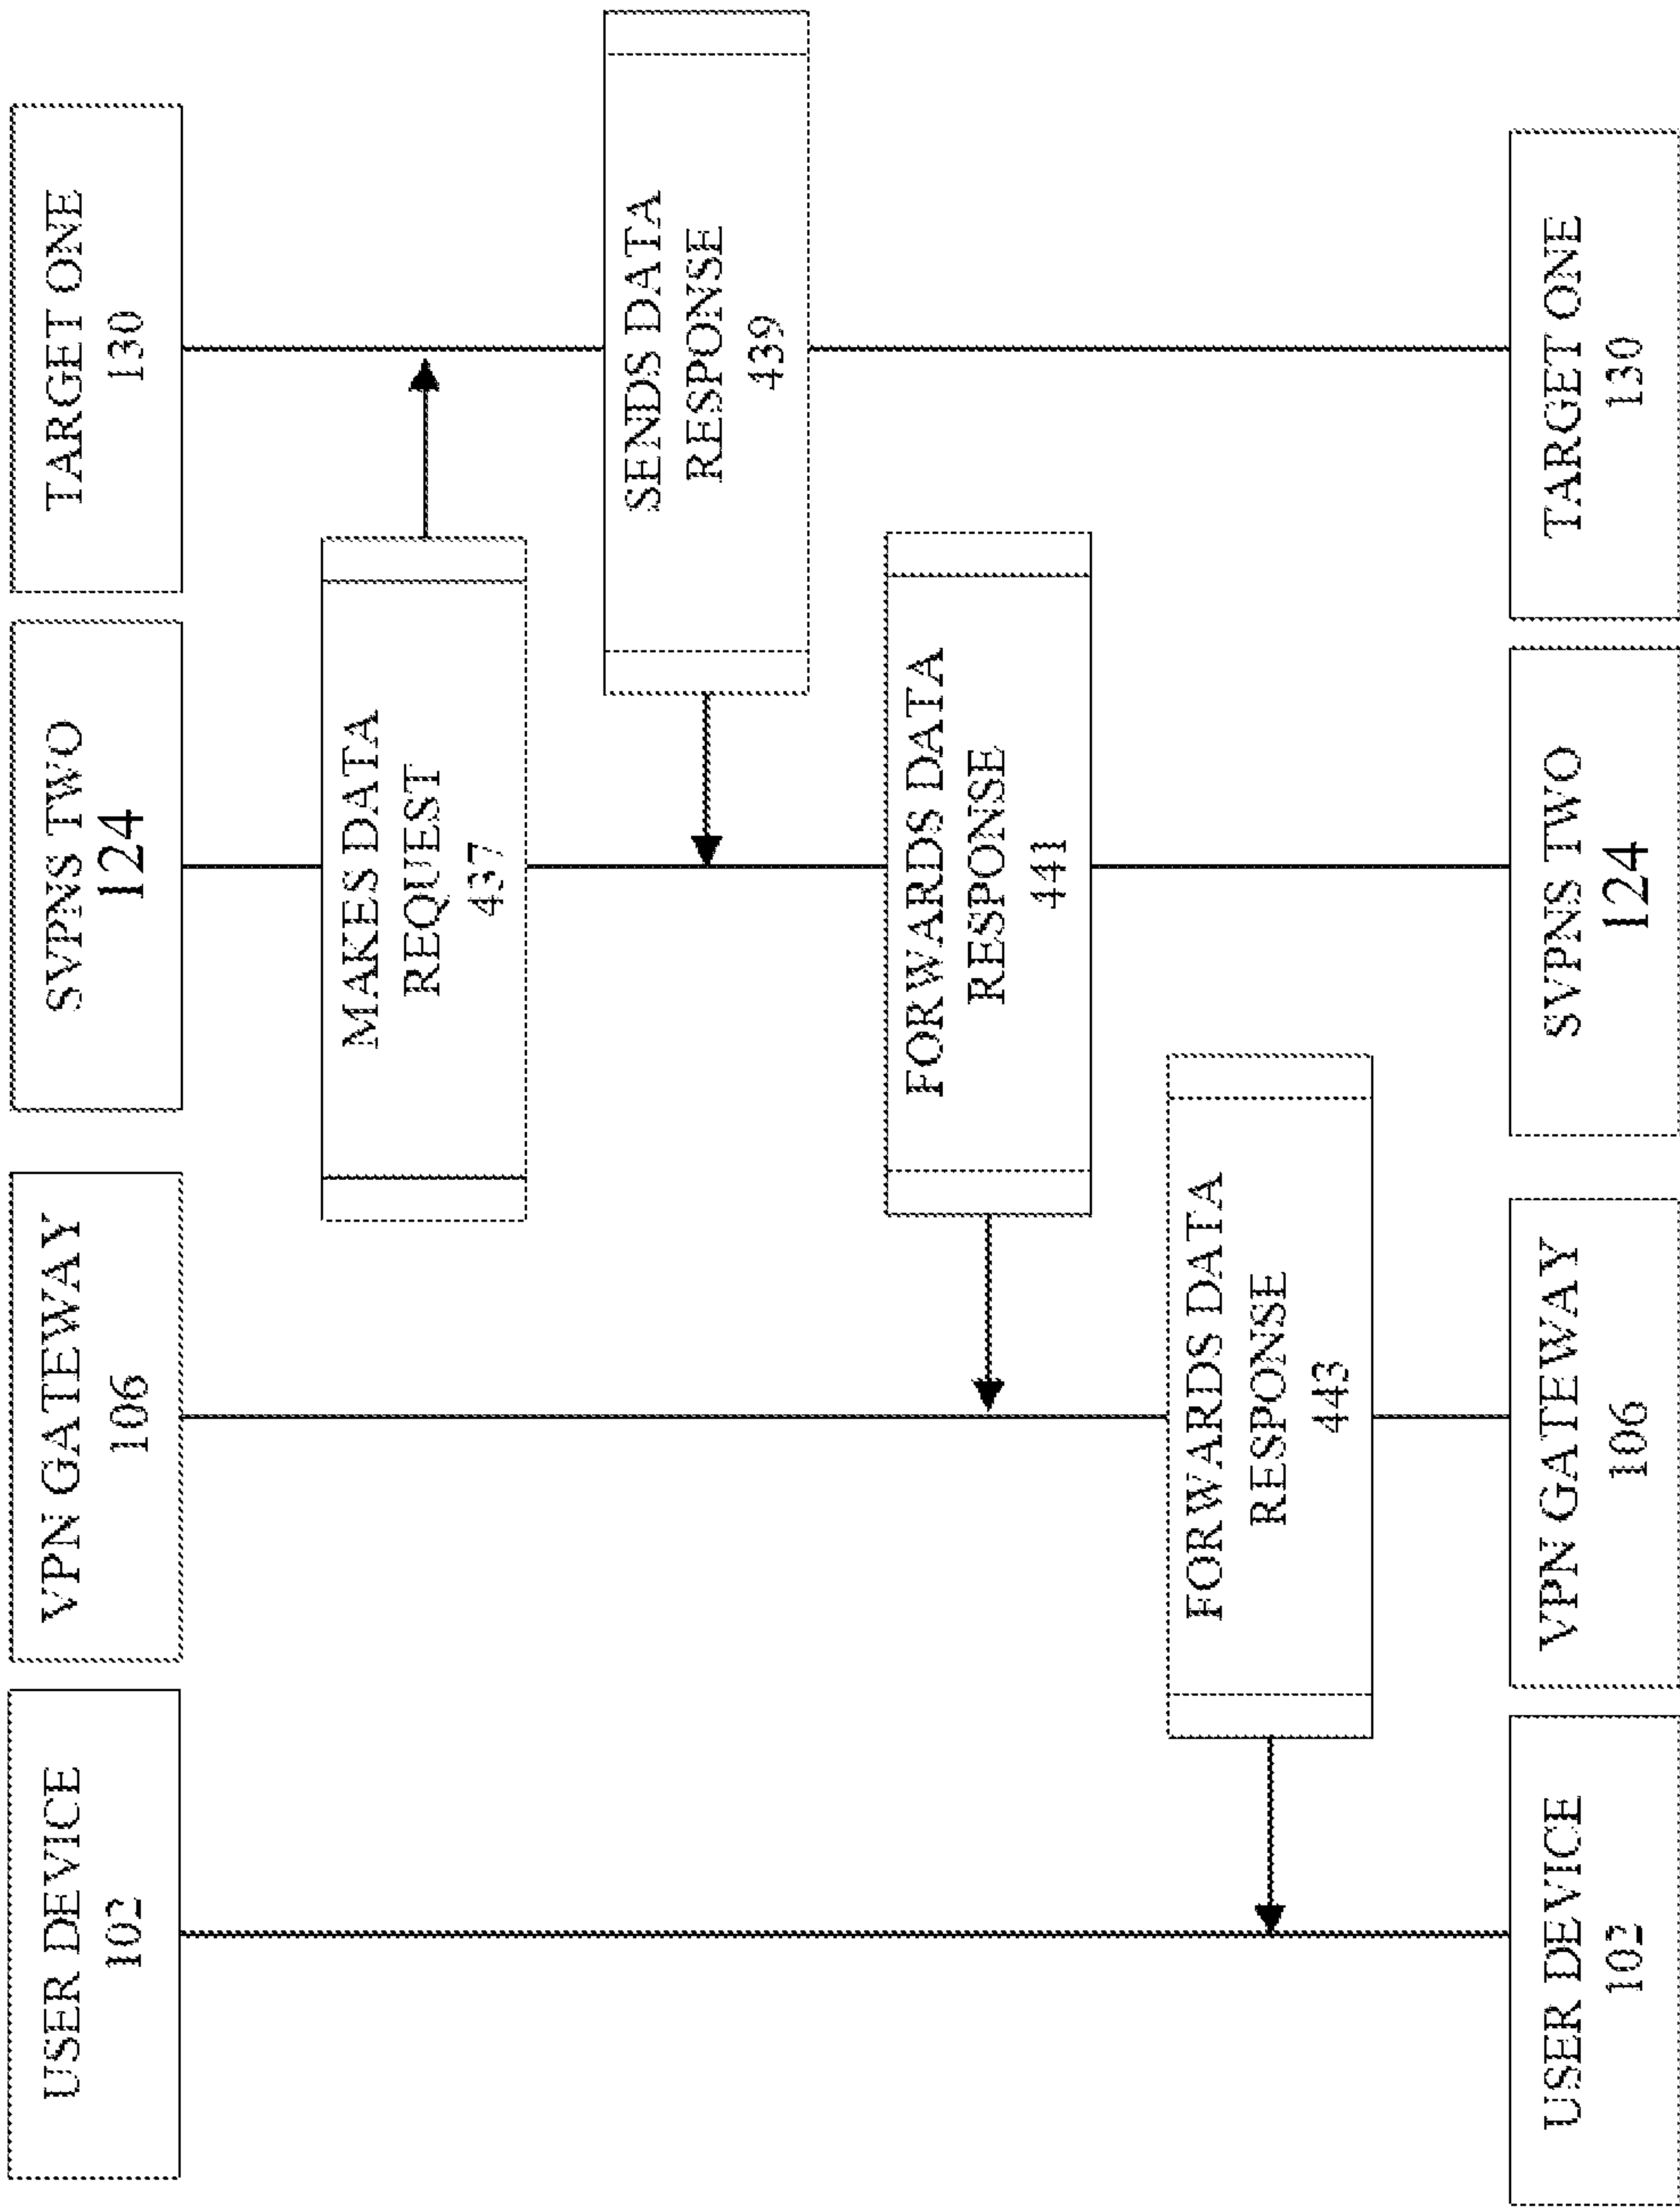 USER DEVICE
102
VPN GATEWAY
106
SVPNS TWO
124
TARGET ONE
130
MAKES DATA
REQUEST
437
SENDS DATA
RESPONSE
439
FORWARDS DATA
RESPONSE
441
FORWARDS DATA
RESPONSE
443
USER DEVICE
102
VPN GATEWAY
106
SVPNS TWO
124
TARGET ONE
130